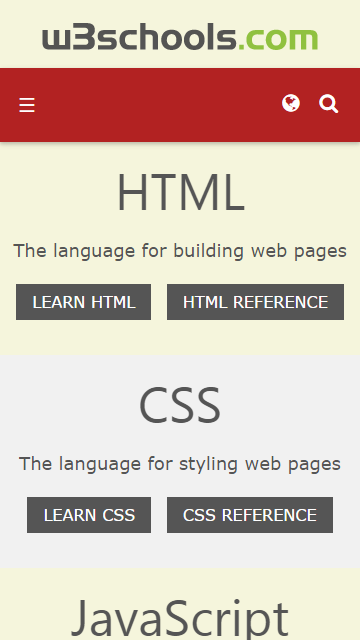 w3schools.com
HTML
The language for building web pages
LEARN HTML
HTML REFERENCE
CSS
The language for styling web pages
LEARN CSS
CSS REFERENCE
JavaScript